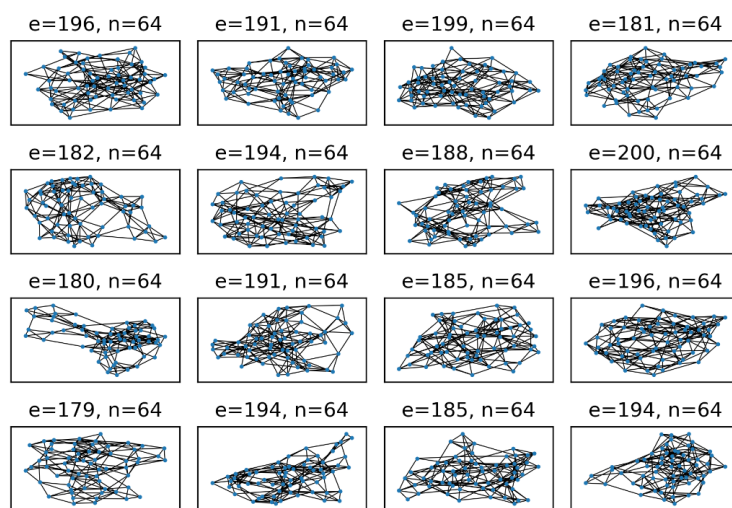 e=196, n=64 e=191, n=64 e=199, n=64 e=181, n=64
e=182, n=64 e=194, n=64 e=188, n=64 e=200, n=64
e=180, n=64 e=191, n=64 e=185, n=64 e=196, n=64
e=179, n=64 e=194, n=64 e=185, n=64 e=194, n=64